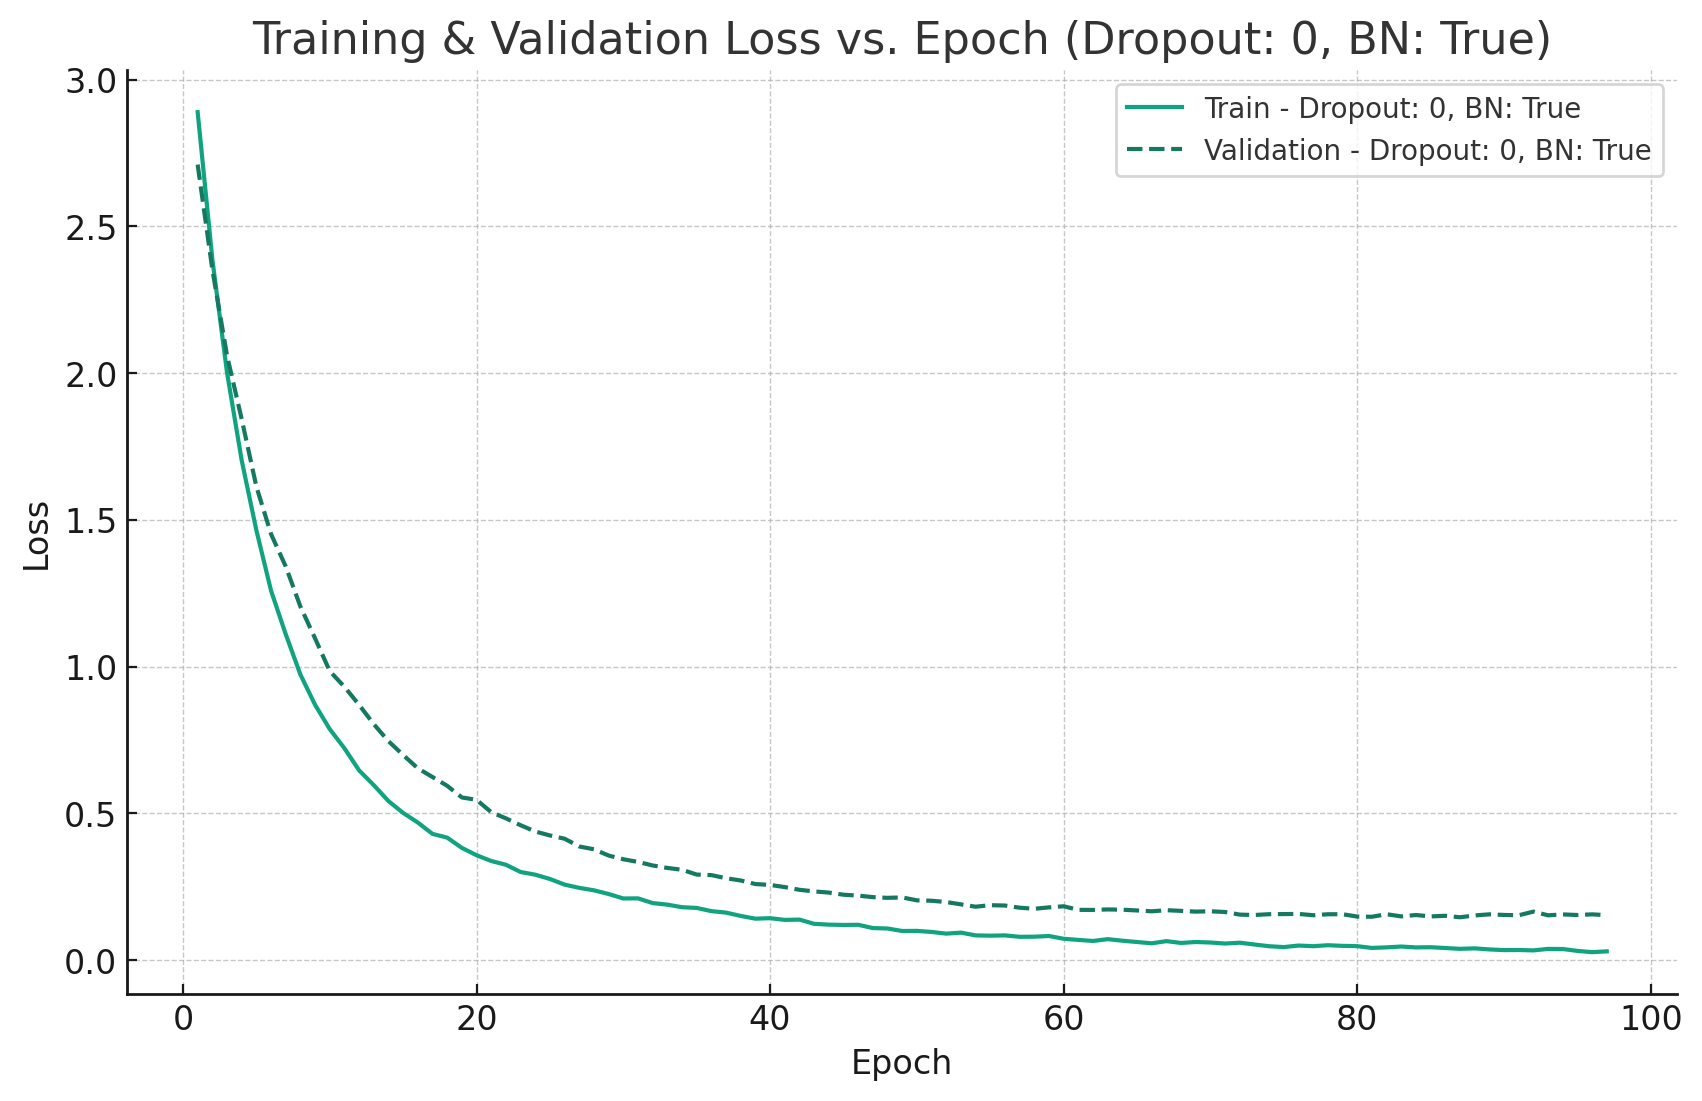 Training & Validation Loss vs. Epoch (Dropout: 0, BN: True)
Train - Dropout: 0, BN: True
Validation - Dropout: 0, BN: True
Loss
3.0
2.5
2.0
1.5
1.0
0.5
0.0
0 20 40 60 80 100
Epoch